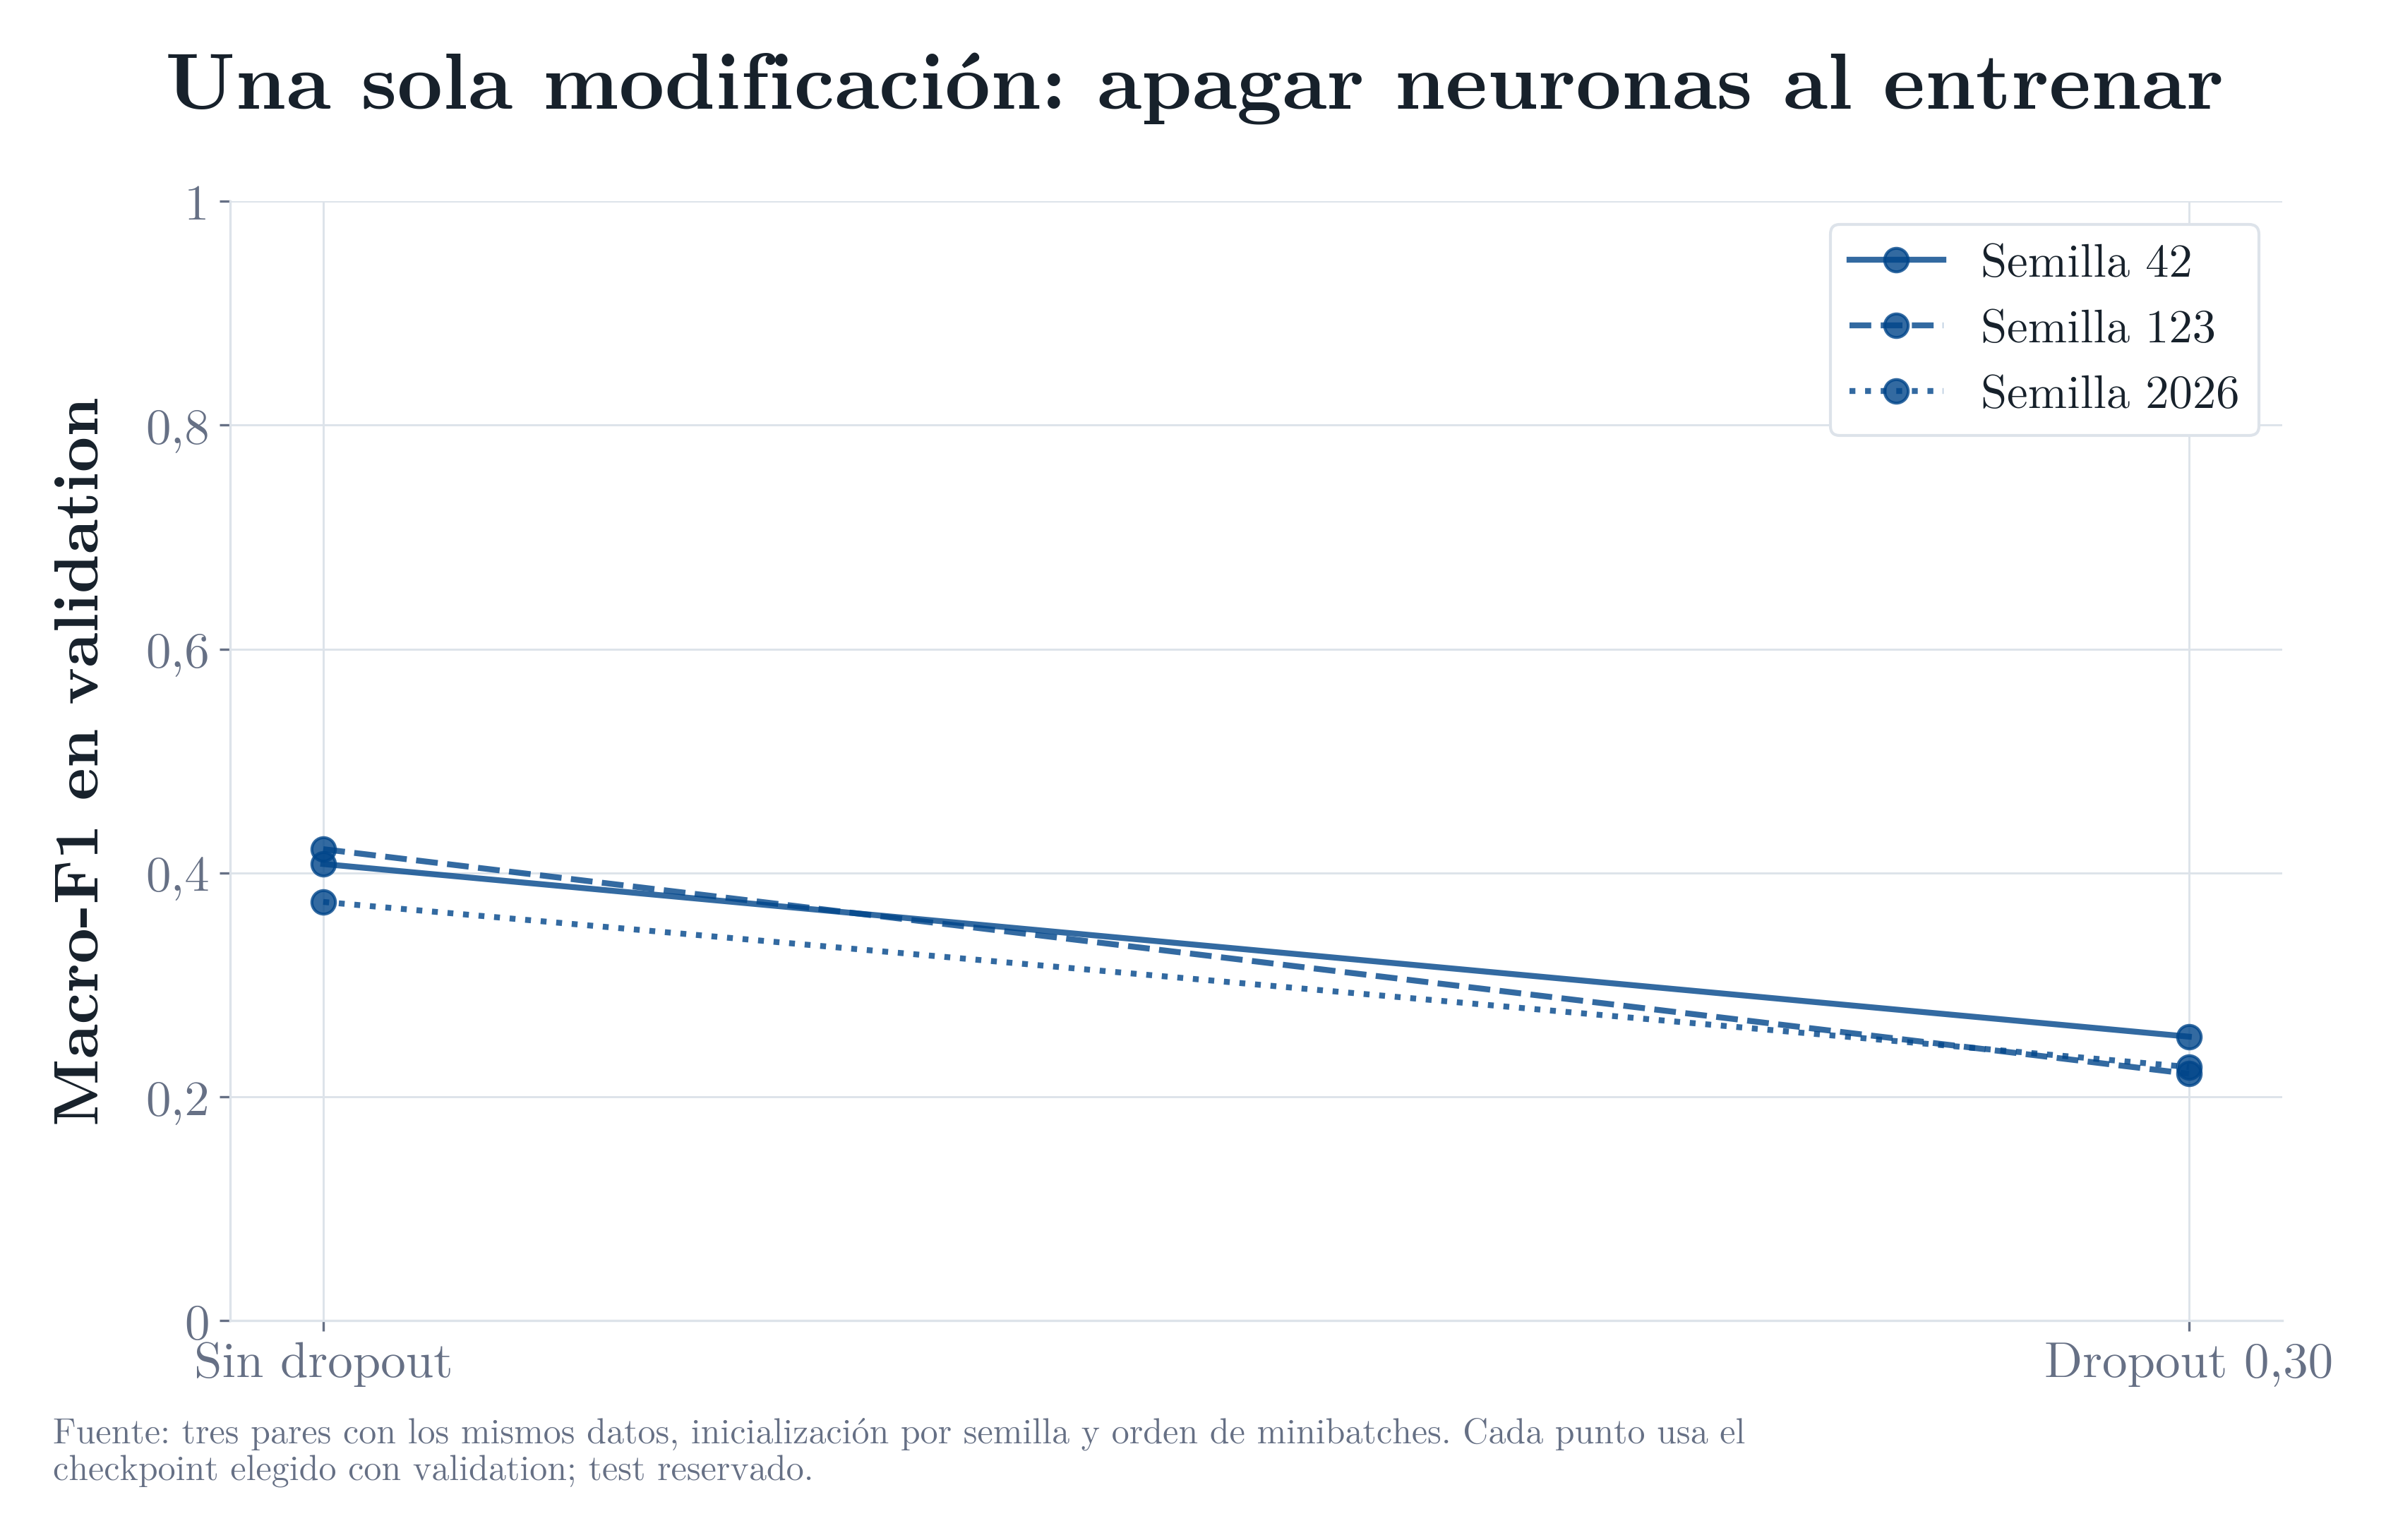 Una sola modificación: apagar neuronas al entrenar
Macro-F1 en validation
1
0,8
0,6
0,4
0,2
0
Semilla 42
Semilla 123
Semilla 2026
Sin dropout
Dropout 0,30
Fuente: tres pares con los mismos datos, inicialización por semilla y orden de minibatches. Cada punto usa el
checkpoint elegido con validation; test reservado.